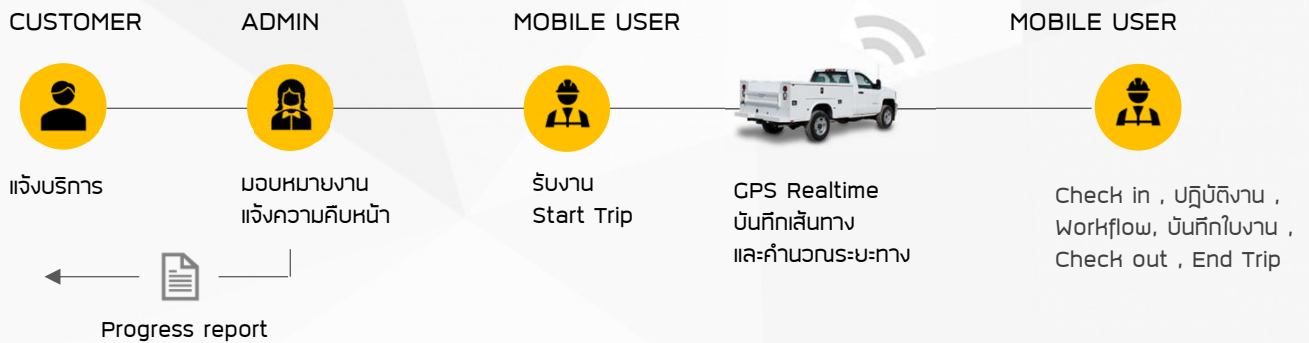 CUSTOMER
แจ้งบริการ
ADMIN
มอบหมายงาน
แจ้งความคืบหน้า
Progress report
MOBILE USER
รับงาน
Start Trip
GPS Realtime
บันทึกเส้นทาง
และคำนวณระยะทาง
MOBILE USER
Check in , ปฎิบัติงาน ,
Workflow, บันทึกใบงาน ,
Check out , End Trip